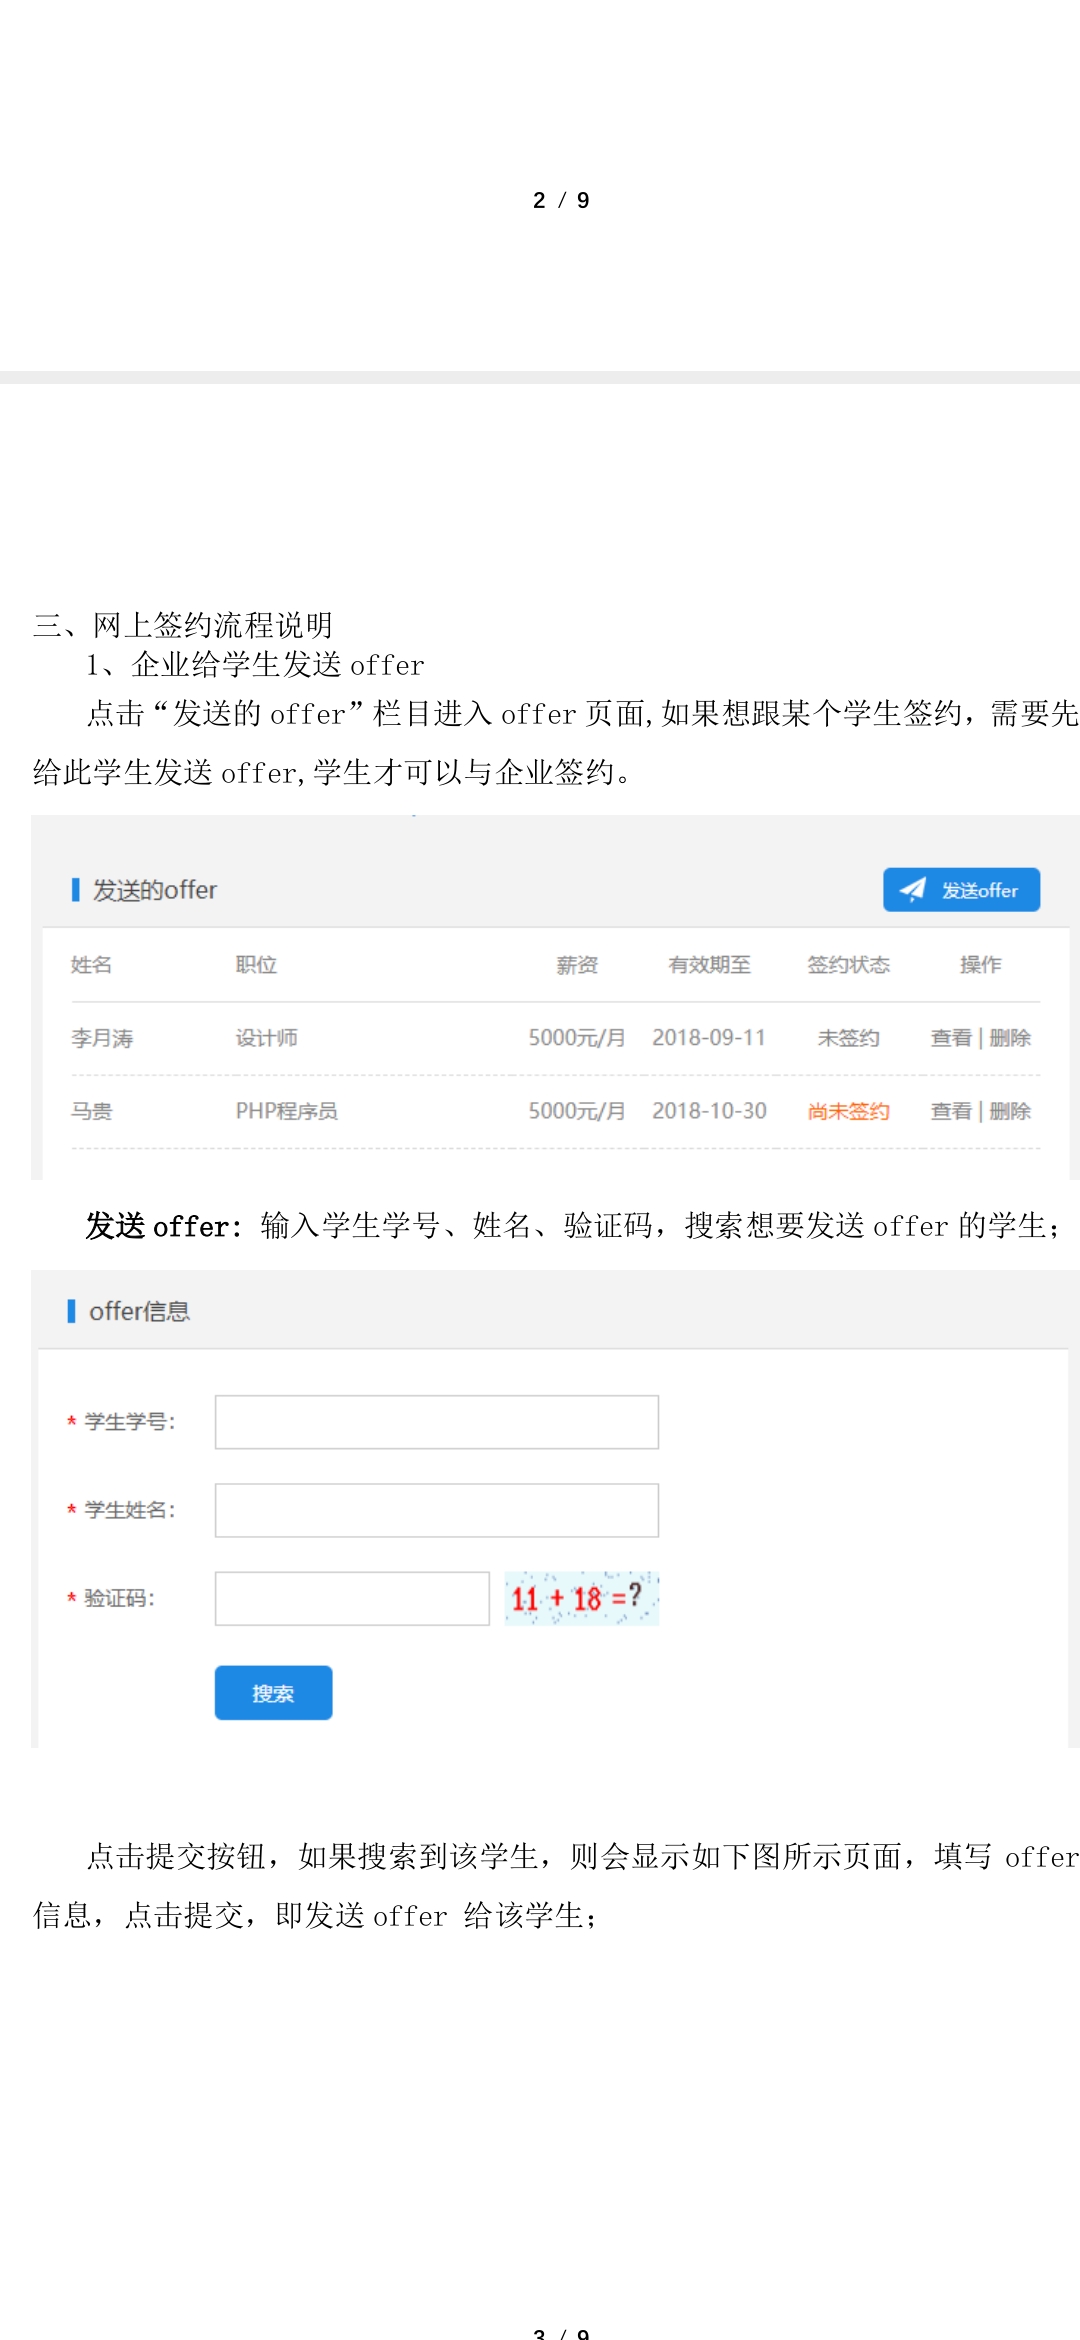 2 / 9
三、网上签约流程说明
1、企业给学生发送 offer
点击“发送的 offer”栏目进入 offer 页面,如果想跟某个学生签约，需要先
给此学生发送 offer,学生才可以与企业签约。
发送的offer
发送offer
姓名 职位 薪资 有效期至 签约状态 操作
李月涛 设计师 5000元/月 2018-09-11 未签约 查看 | 删除
马贵 PHP程序员 5000元/月 2018-10-30 尚未签约 查看 | 删除
发送 offer: 输入学生学号、姓名、验证码，搜索想要发送 offer 的学生；
offer信息
* 学生学号：
* 学生姓名：
* 验证码： 11 + 18 =?
搜索
点击提交按钮，如果搜索到该学生，则会显示如下图所示页面，填写 offer
信息，点击提交，即发送 offer 给该学生；
3 / 9